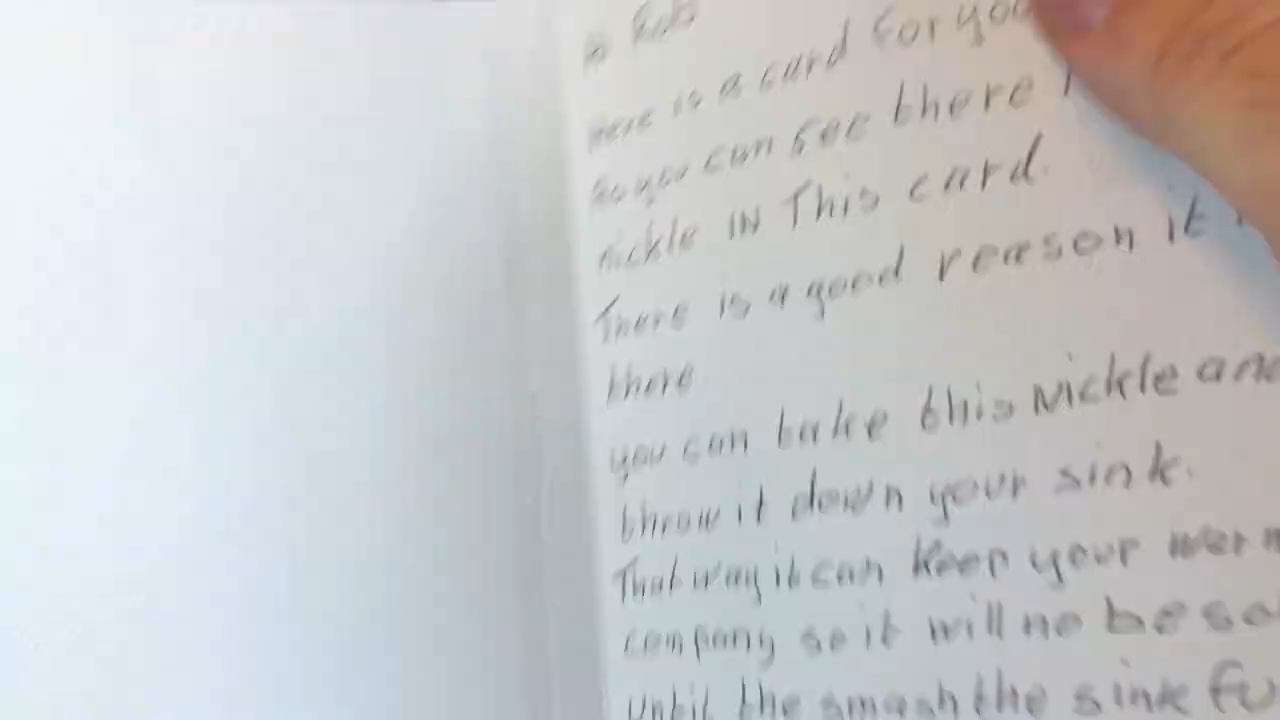 Here is a card for you
As you can see there
nickle IN This card.
There is a good reason it
there
you can take this Nickle and
throw it down your sink.
That way it can Keep your
company so it will no be
Until the smash the sink